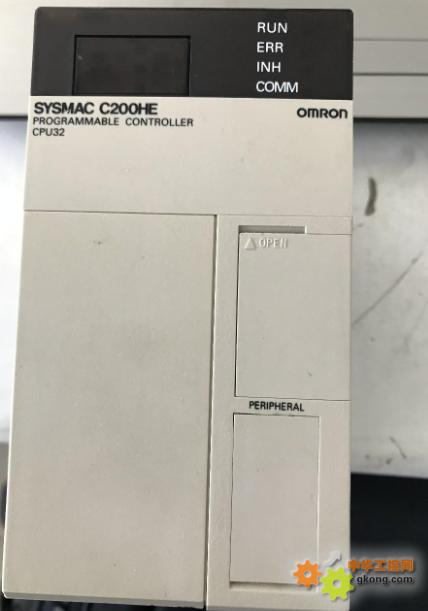 RUN
ERR
INH
COMM
SYSMAC C200HE
OMRON
PROGRAMMABLE CONTROLLER
CPU32
OPEN
PERIPHERAL
中华工控网
gkong.com